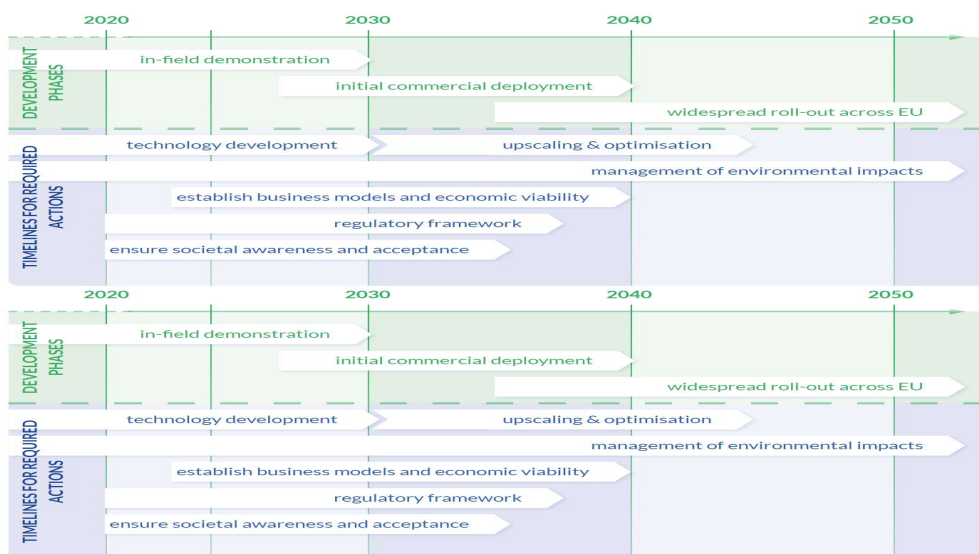 2020 2030 2040 2050
DEVELOPMENT
PHASES
in-field demonstration
initial commercial deployment
widespread roll-out across EU
TIMELINES FOR REQUIRED
ACTIONS
technology development upscaling & optimisation
management of environmental impacts
establish business models and economic viability
regulatory framework
ensure societal awareness and acceptance
2020 2030 2040 2050
DEVELOPMENT
PHASES
in-field demonstration
initial commercial deployment
widespread roll-out across EU
TIMELINES FOR REQUIRED
ACTIONS
technology development upscaling & optimisation
management of environmental impacts
establish business models and economic viability
regulatory framework
ensure societal awareness and acceptance